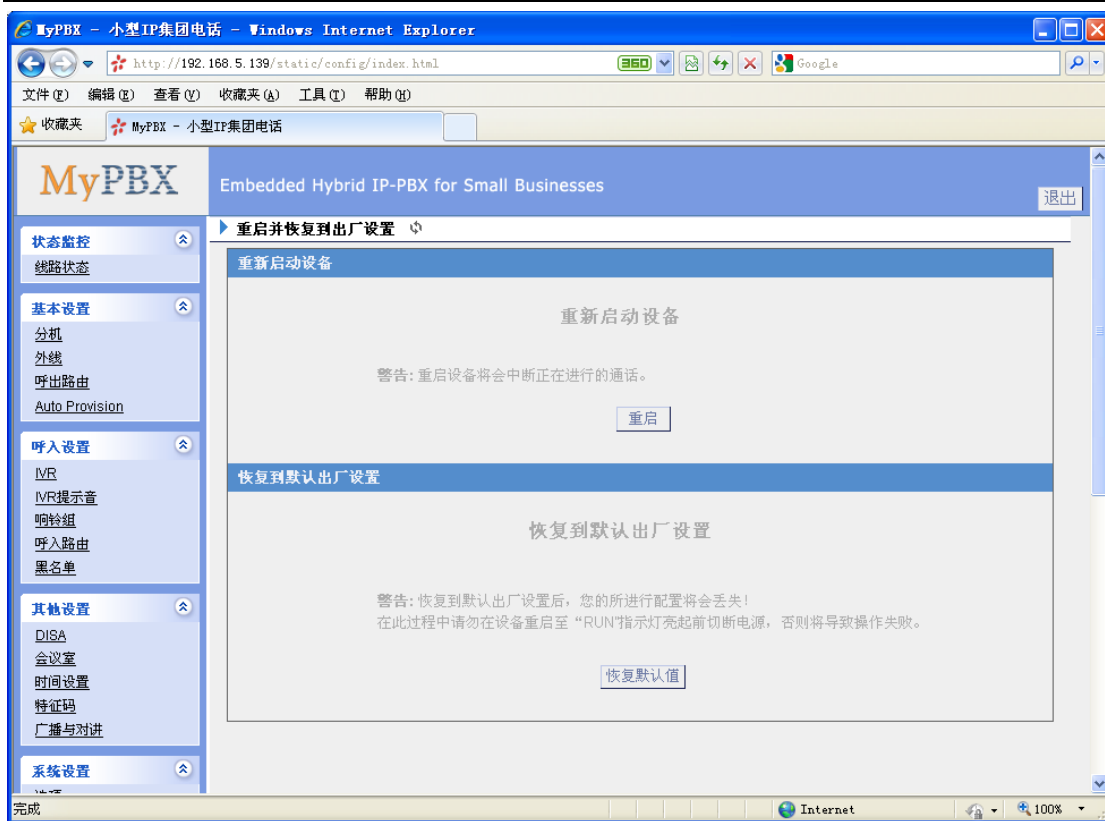 MyPBX - 小型IP集团电话 - Windows Internet Explorer
http://192.168.5.139/static/config/index.html
360
Google
文件(F) 编辑(E) 查看(V) 收藏夹(A) 工具(T) 帮助(H)
收藏夹
MyPBX - 小型IP集团电话
MyPBX
Embedded Hybrid IP-PBX for Small Businesses
退出
状态监控
线路状态
基本设置
分机
外线
呼出路由
Auto Provision
呼入设置
IVR
IVR提示音
响铃组
呼入路由
黑名单
其他设置
DISA
会议室
时间设置
特征码
广播与对讲
系统设置
重启并恢复到出厂设置
重新启动设备
重新启动设备
警告:重启设备将会中断正在进行的通话。
重启
恢复到默认出厂设置
恢复到默认出厂设置
警告:恢复到默认出厂设置后，您的所进行配置将会丢失!
在此过程中请勿在设备重启至“RUN”指示灯亮起前切断电源，否则将导致操作失败。
恢复默认值
完成
Internet
100%